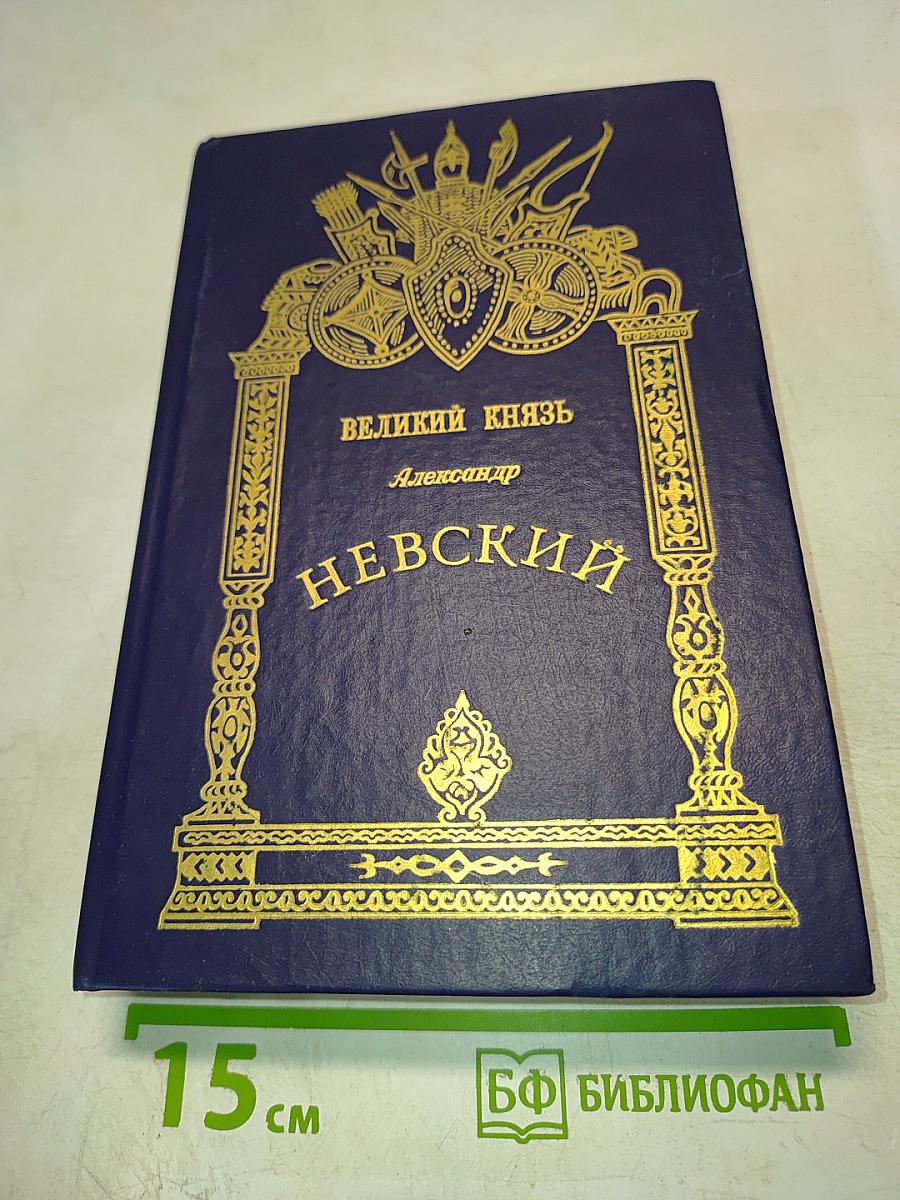 ВЕЛИКИЙ КНЯЗЬ
Александр
НЕВСКИЙ
15 см
БФ БИБЛИОФАН